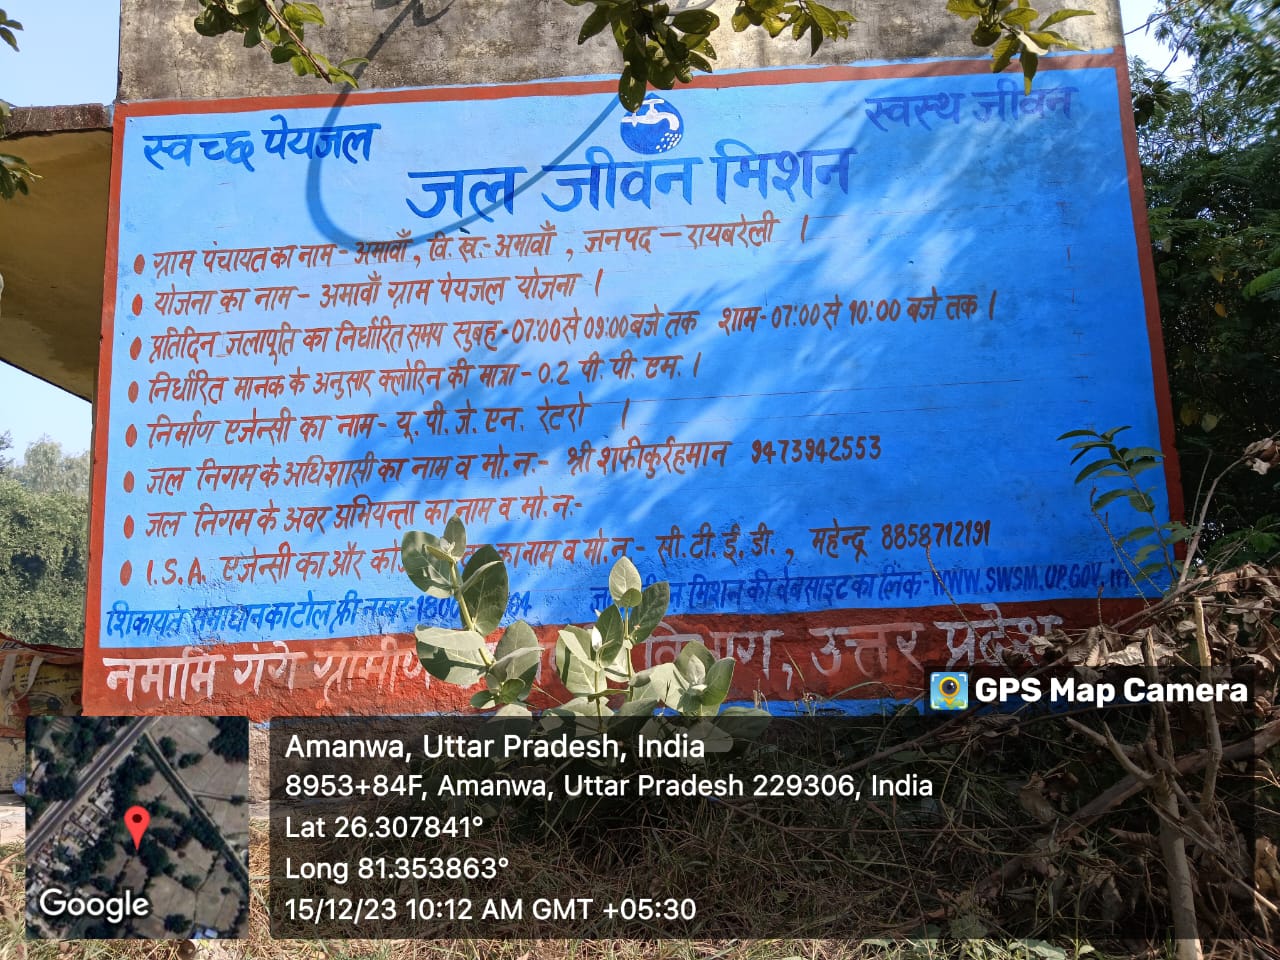 स्वच्छ पेयजल
स्वस्थ जीवन
जल जीवन मिशन
• ग्राम पंचायत का नाम - अमावाँ, वि. खं.- अमावाँ, जनपद - रायबरेली ।
• योजना का नाम - अमावाँ ग्राम पेयजल योजना ।
• प्रतिदिन जलापूर्ति का निर्धारित समय सुबह - 07:00 से 09:00 बजे तक शाम - 07:00 से 10:00 बजे तक ।
• निर्धारित मानक के अनुसार क्लोरिन की मात्रा - 0.2 पी. पी. एम. ।
• निर्माण एजेन्सी का नाम - यू. पी. जे. एन. रेटरो ।
• जल निगम के अधिशासी का नाम व मो. न.- श्री शफीकुर्रहमान 9473942553
• जल निगम के अवर अभियन्ता का नाम व मो. न:-
• I.S.A. एजेन्सी का और का नाम व मो. न.- सी. टी. ई. डी., महेन्द्र 8858712191
शिकायत समाधान का टोल फ्री नम्बर - मिशन की वेबसाइट का लिंक - WWW.SWSM.UP.GOV.in
नमामि गंगे ग्रामीण विभाग, उत्तर प्रदेश
GPS Map Camera
Amanwa, Uttar Pradesh, India
8953+84F, Amanwa, Uttar Pradesh 229306, India
Lat 26.307841°
Long 81.353863°
15/12/23 10:12 AM GMT +05:30
Google